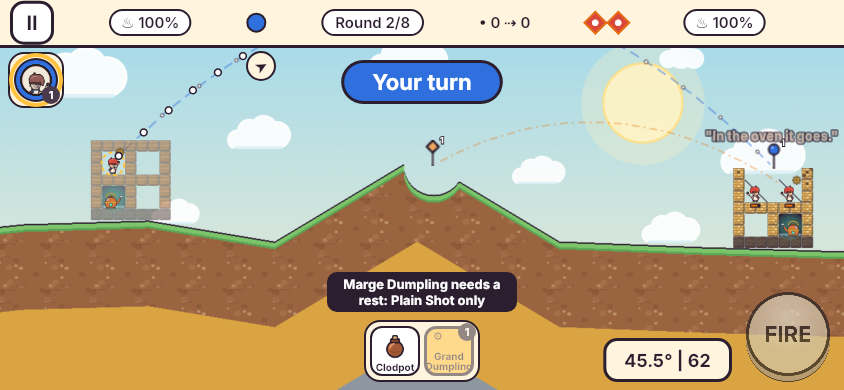 100%
Round 2/8
• 0 ⇢ 0
100%
1
Your turn
1
"In the oven, it goes."
Marge Dumpling needs a
rest: Plain Shot only
Clodpot
1
Grand
Dumpling
45.5° | 62
FIRE